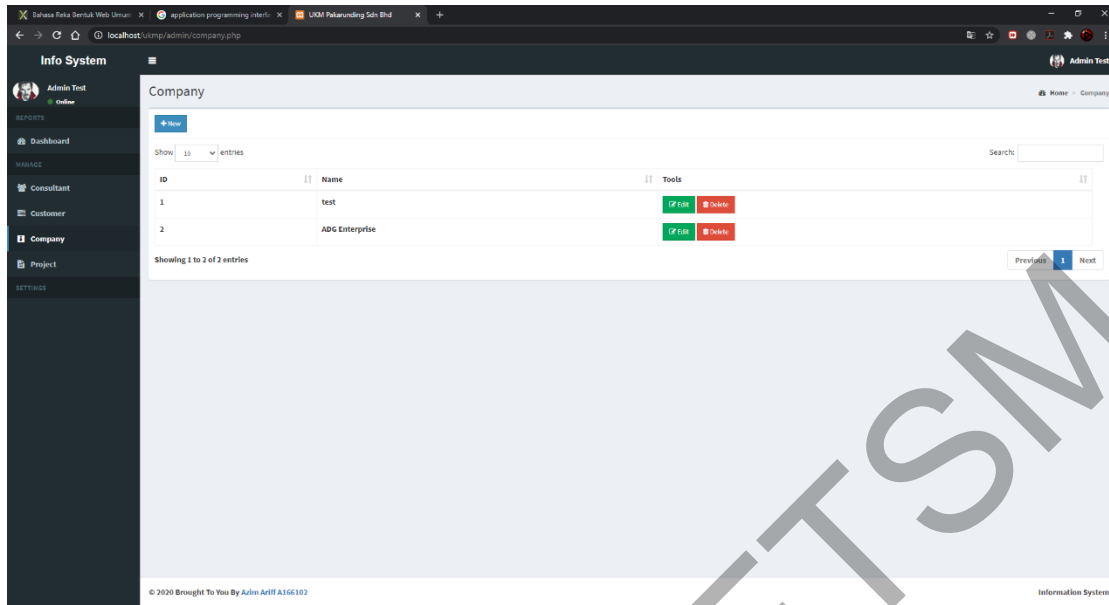 Bahasa Reka Bentuk Web Umum
application programming interfa
UKM Pakarunding Sdn Bhd
localhost/ukmp/admin/company.php
Info System
Admin Test
Admin Test
Online
Company
Home > Company
REPORTS
Dashboard
MANAGE
Consultant
Customer
Company
Project
SETTINGS
+ New
Show 10 entries
Search:
ID Name Tools
1 test Edit Delete
2 ADG Enterprise Edit Delete
Showing 1 to 2 of 2 entries
Previous 1 Next
© 2020 Brought To You By Azim Ariff A166102
Information System
TSM